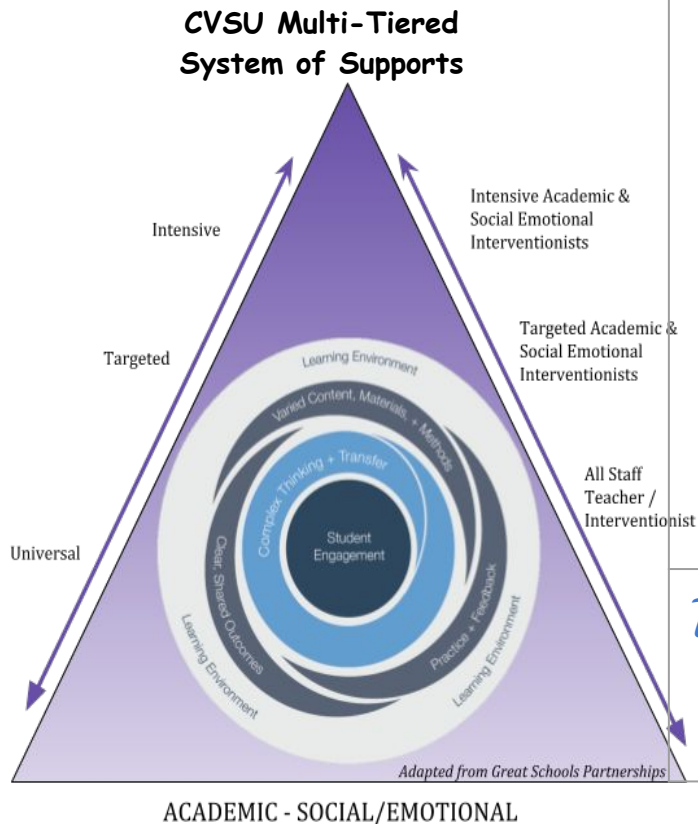 CVSU Multi-Tiered
System of Supports
Intensive
Intensive Academic &
Social Emotional
Interventionists
Targeted
Targeted Academic &
Social Emotional
Interventionists
Universal
All Staff
Teacher /
Interventionist
Learning Environment
Varied Content, Materials, + Methods
Complex Thinking + Transfer
Student
Engagement
Clear, Shared Outcomes
Practice + Feedback
Learning Environment
Learning Environment
Adapted from Great Schools Partnerships
ACADEMIC - SOCIAL/EMOTIONAL